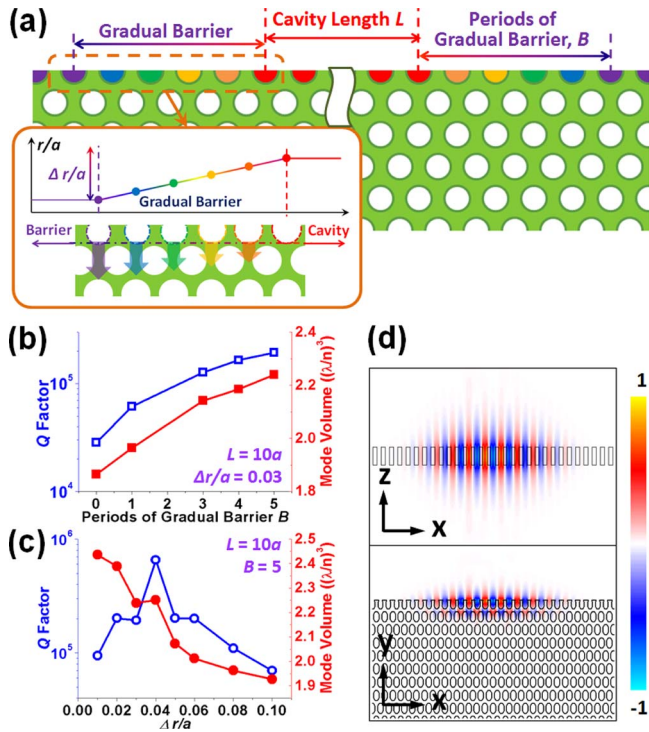 (a)
Gradual Barrier
Cavity Length L
Periods of
Gradual Barrier, B
r/a
Δ r/a
Gradual Barrier
Barrier
Cavity
(b)
Q Factor
10^5
10^4
Mode Volume ((λ/n)^3)
2.4
2.2
2.0
1.8
L = 10a
Δr/a = 0.03
0 1 2 3 4 5
Periods of Gradual Barrier B
(c)
Q Factor
10^6
10^5
Mode Volume ((λ/n)^3)
2.5
2.4
2.3
2.2
2.1
2.0
1.9
L = 10a
B = 5
0.00 0.02 0.04 0.06 0.08 0.10
Δ r/a
(d)
z
x
y
x
1
-1